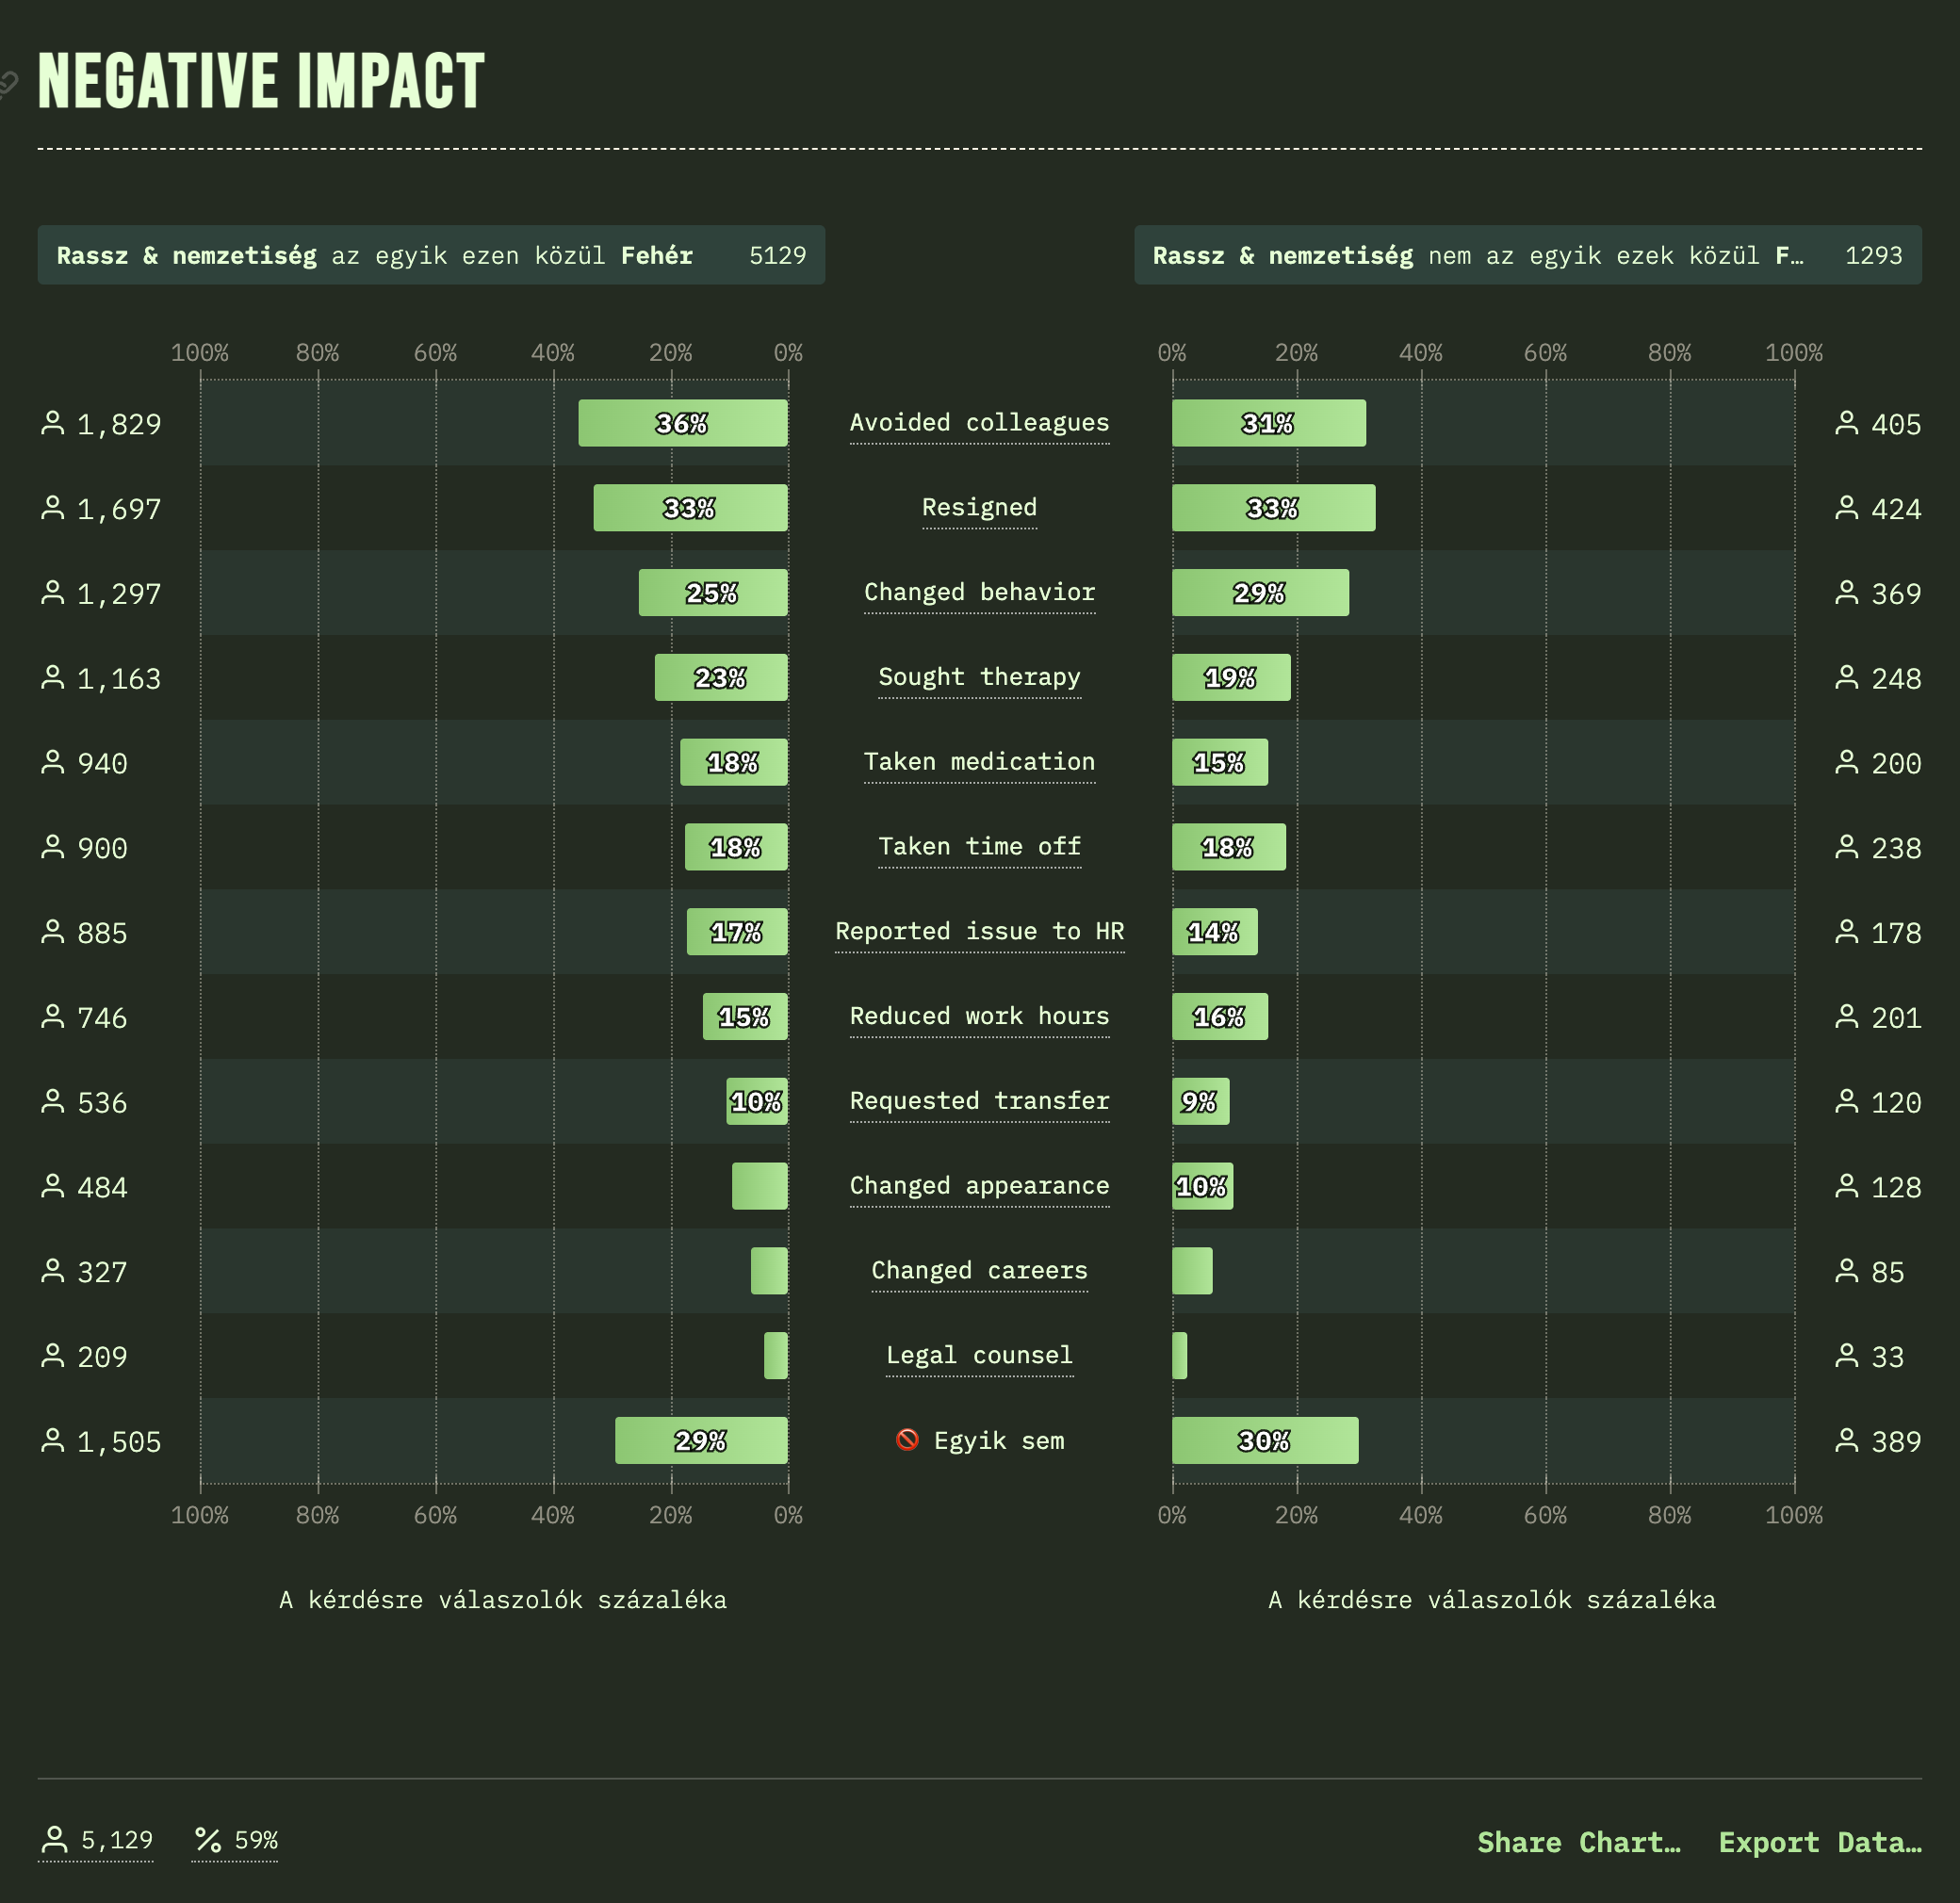 NEGATIVE IMPACT
Rassz & nemzetiség az egyik ezen közül Fehér 5129
Rassz & nemzetiség nem az egyik ezek közül F… 1293
100% 80% 60% 40% 20% 0% 0% 20% 40% 60% 80% 100%
1,829 36% Avoided colleagues 31% 405
1,697 33% Resigned 33% 424
1,297 25% Changed behavior 29% 369
1,163 23% Sought therapy 19% 248
940 18% Taken medication 15% 200
900 18% Taken time off 18% 238
885 17% Reported issue to HR 14% 178
746 15% Reduced work hours 16% 201
536 10% Requested transfer 9% 120
484 Changed appearance 10% 128
327 Changed careers 85
209 Legal counsel 33
1,505 29% Egyik sem 30% 389
100% 80% 60% 40% 20% 0% 0% 20% 40% 60% 80% 100%
A kérdésre válaszolók százaléka A kérdésre válaszolók százaléka
5,129 59% Share Chart… Export Data…